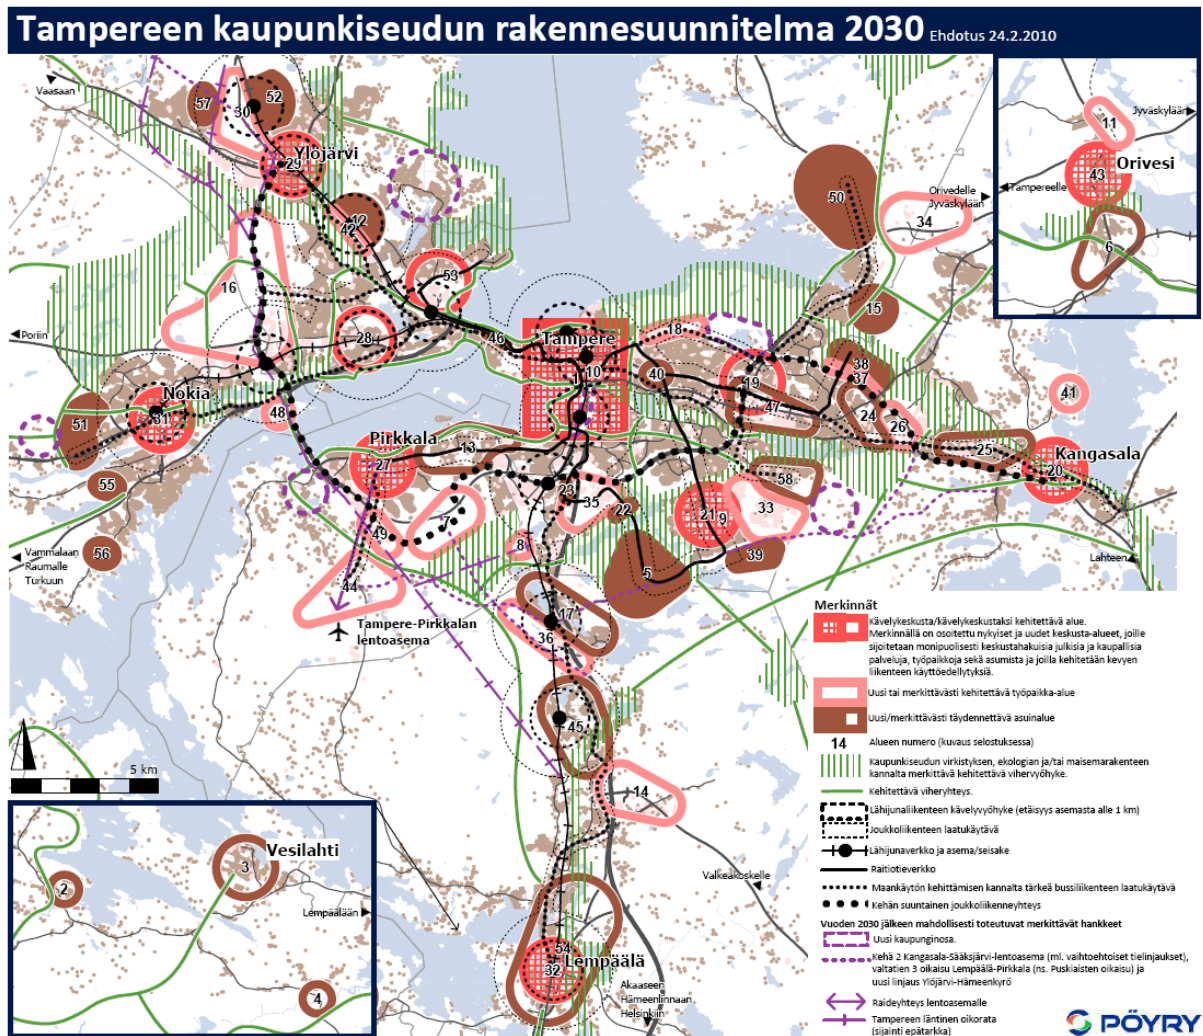 Tampereen kaupunkiseudun rakennesuunnitelma 2030 Ehdotus 24.2.2010
Vaasaan
57
52
30
Ylöjärvi
29
12
42
53
50
Orivedelle
Jyväskylään
34
11
Jyväskylään
Orivesi
43
Tampereelle
6
16
15
Poriin
28
46
Tampere
18
10
1
40
19
38
37
47
24
26
41
Nokia
31
51
48
Pirkkala
27
13
25
Kangasala
20
55
23
35
22
58
21
9
33
7
49
8
39
56
Vammalaan
Raumalle
Turkuun
44
5
Lahteen
Tampere-Pirkkalan
lentoasema
17
36
45
14
5 km
Valkeakoskelle
54
Lempäälä
32
Akaaseen
Hämeenlinnaan
Helsinkiin
Vesilahti
3
2
Lempäälään
4
Merkinnät
Kävelykeskusta/kävelykeskustaksi kehitettävä alue.
Merkinnällä on osoitettu nykyiset ja uudet keskusta-alueet, joille
sijoitetaan monipuolisesti keskustahakuisia julkisia ja kaupallisia
palveluja, työpaikkoja sekä asumista ja joilla kehitetään kevyen
liikenteen käyttöedellytyksiä.
Uusi tai merkittävästi kehitettävä työpaikka-alue
Uusi/merkittävästi täydennettävä asuinalue
14 Alueen numero (kuvaus selostuksessa)
Kaupunkiseudun virkistyksen, ekologian ja/tai maisemarakenteen
kannalta merkittävä kehitettävä vihervyöhyke.
Kehitettävä viheryhteys.
Lähijunaliikenteen kävelyvyöhyke (etäisyys asemasta alle 1 km)
Joukkoliikenteen laatukäytävä
Lähijunaverkko ja asema/seisake
Raitiotieverkko
Maankäytön kehittämisen kannalta tärkeä bussiliikenteen laatukäytävä
Kehän suuntainen joukkoliikenneyhteys
Vuoden 2030 jälkeen mahdollisesti toteutuvat merkittävät hankkeet
Uusi kaupunginosa.
Kehä 2 Kangasala-Sääksjärvi-lentoasema (ml. vaihtoehtoiset tielinjaukset),
valtatien 3 oikaisu Lempäälä-Pirkkala (ns. Puskiaisten oikaisu) ja
uusi linjaus Ylöjärvi-Hämeenkyrö
Raideyhteys lentoasemalle
Tampereen läntinen oikorata
(sijainti epätarkka)
PÖYRY